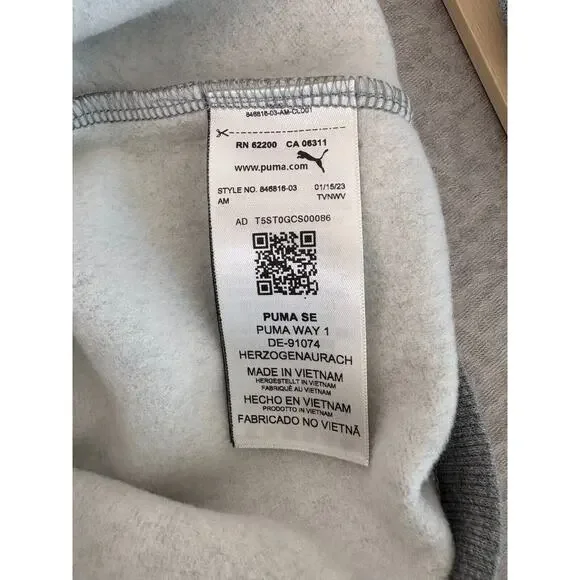 846816-03-AM-CLD01
RN 62200 CA 06311
www.puma.com
STYLE NO. 846816-03 01/15/23
AM TVNWV
AD T5ST0GCS00086
PUMA SE
PUMA WAY 1
DE-91074
HERZOGENAURACH
MADE IN VIETNAM
HERGESTELLT IN VIETNAM
FABRIQUÉ AU VIETNAM
HECHO EN VIETNAM
PRODOTTO IN VIETNAM
FABRICADO NO VIETNÃ